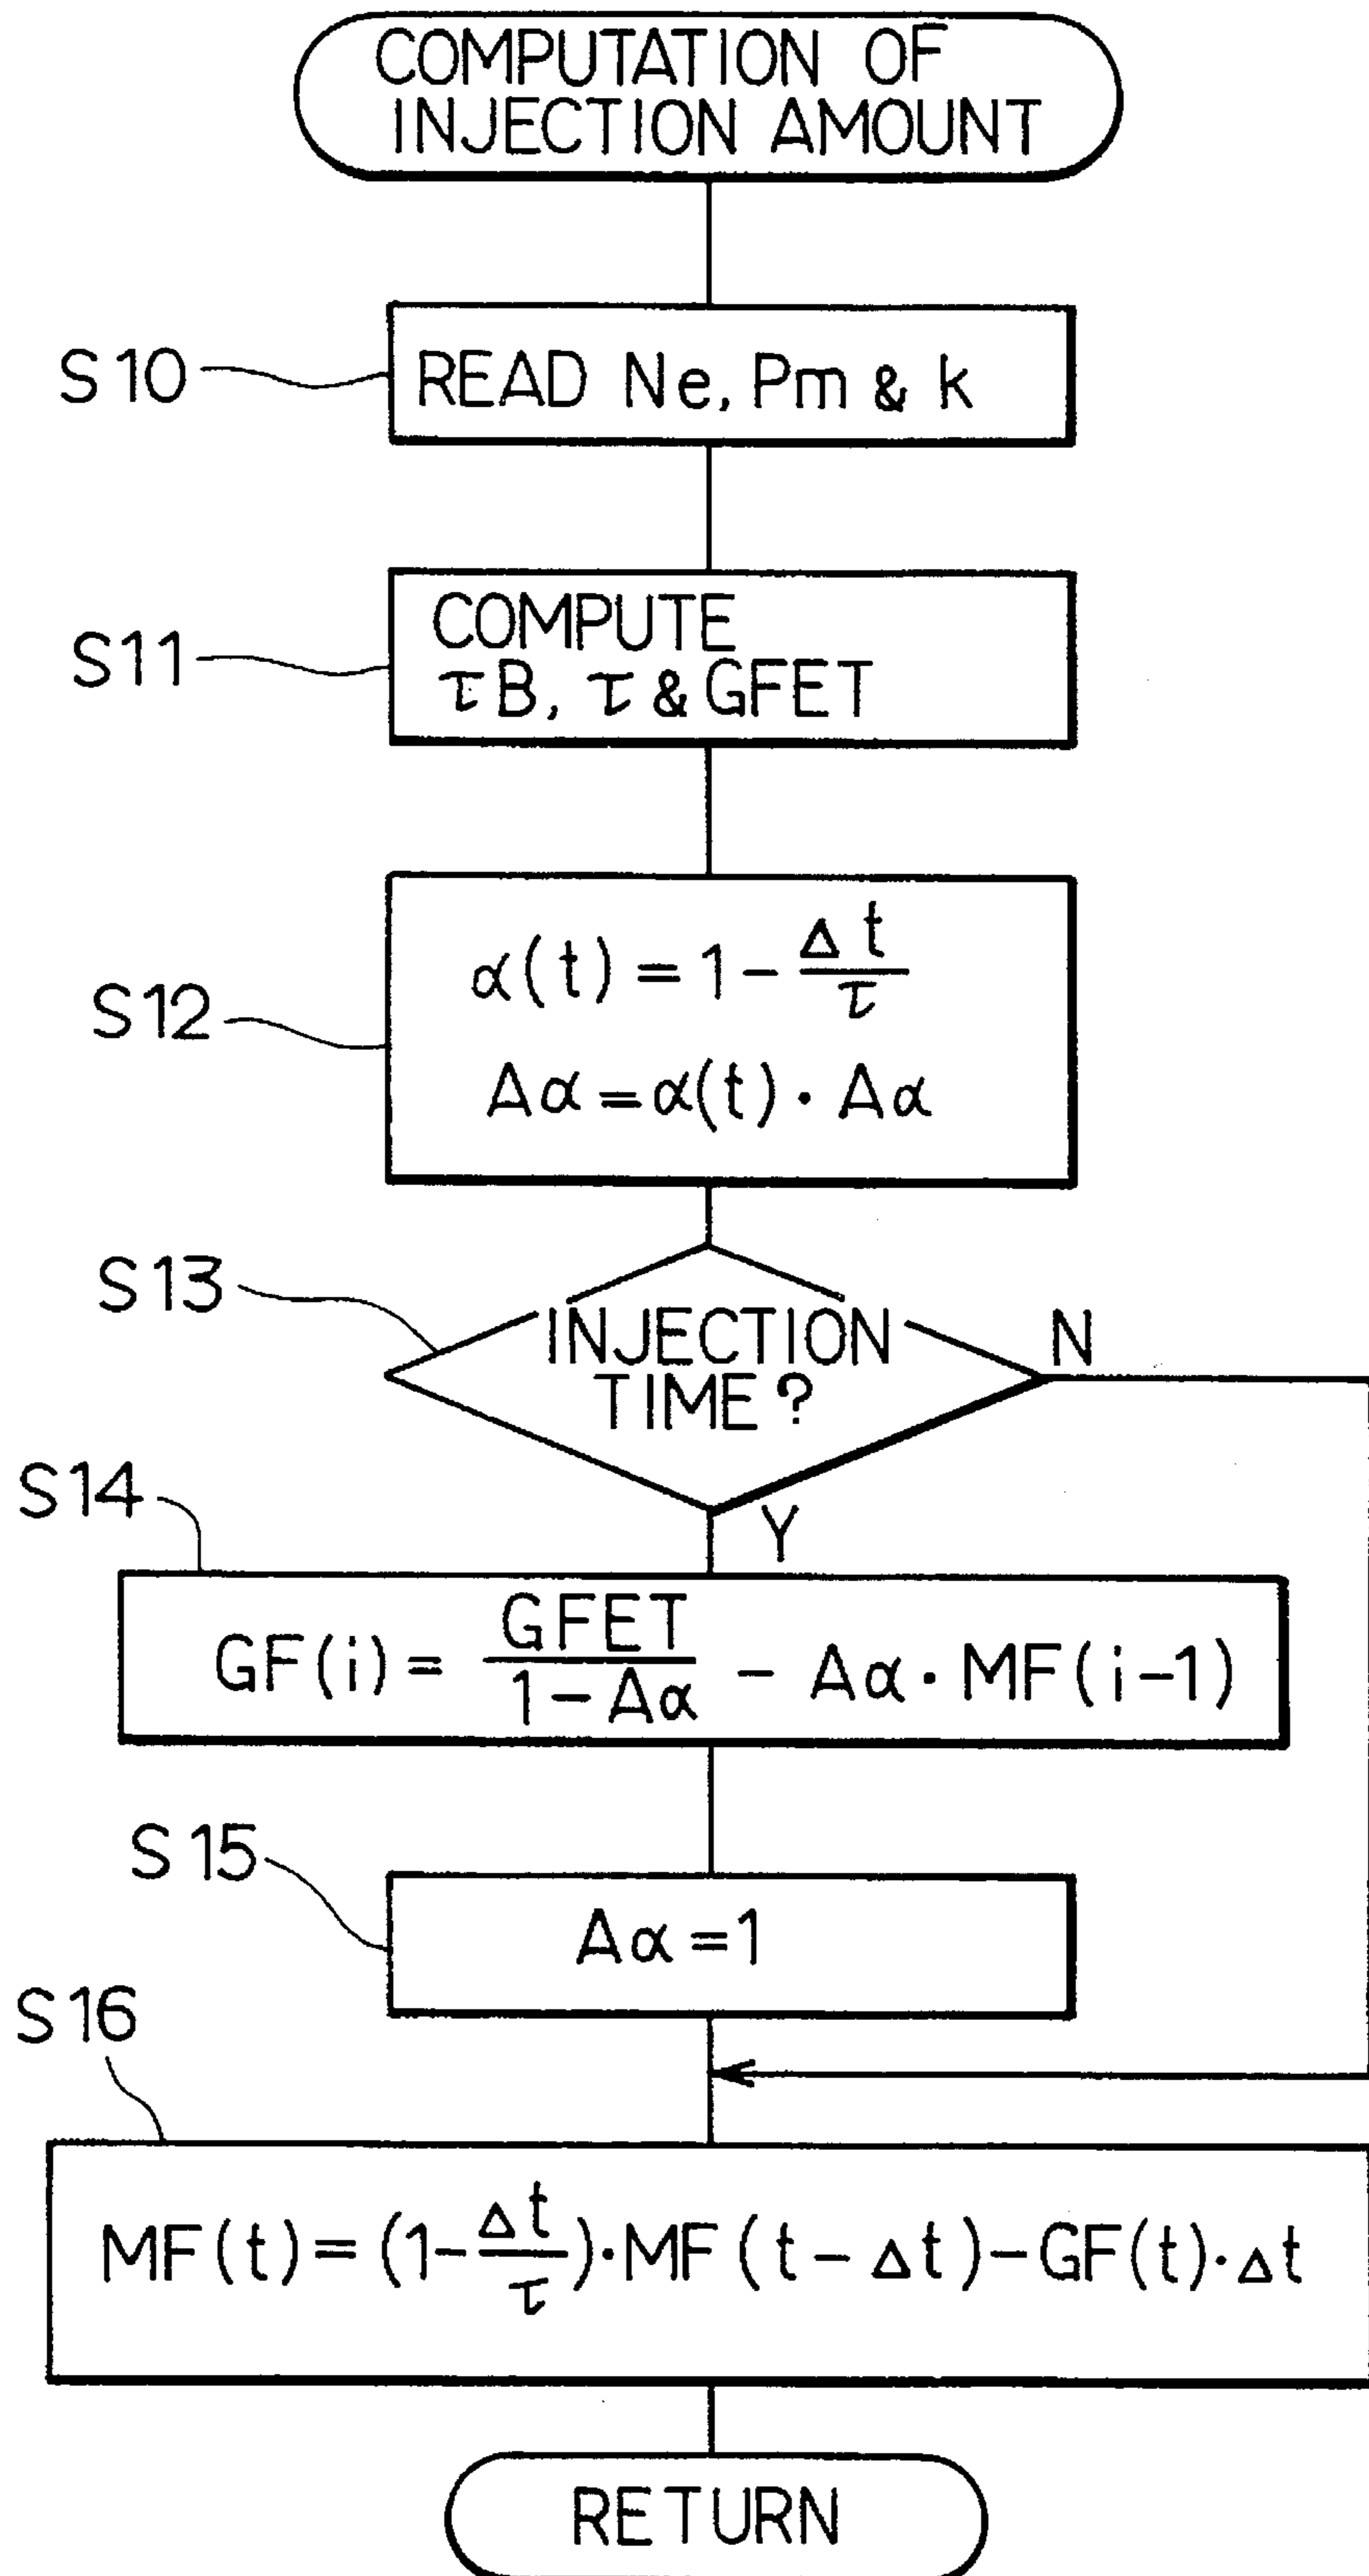 COMPUTATION OF
INJECTION AMOUNT
S10
READ Ne, Pm & k
S11
COMPUTE
τB, τ & GFET
S12
α(t) = 1 - Δt/τ
Aα = α(t) · Aα
S13
INJECTION
TIME?
N
Y
S14
GF(i) = GFET/(1 - Aα) - Aα · MF(i-1)
S15
Aα = 1
S16
MF(t) = (1 - Δt/τ) · MF(t - Δt) - GF(t) · Δt
RETURN